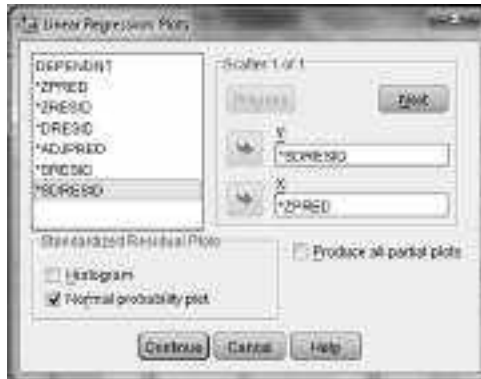 Linear Regression: Plots
DEPENDNT
*ZPRED
*ZRESID
*DRESID
*ADJPRED
*SRESID
*SDRESID
Scatter 1 of 1
Previous
Next
Y
*SDRESID
X
*ZPRED
Standardized Residual Plots
Histogram
Normal probability plot
Produce all partial plots
Continue
Cancel
Help